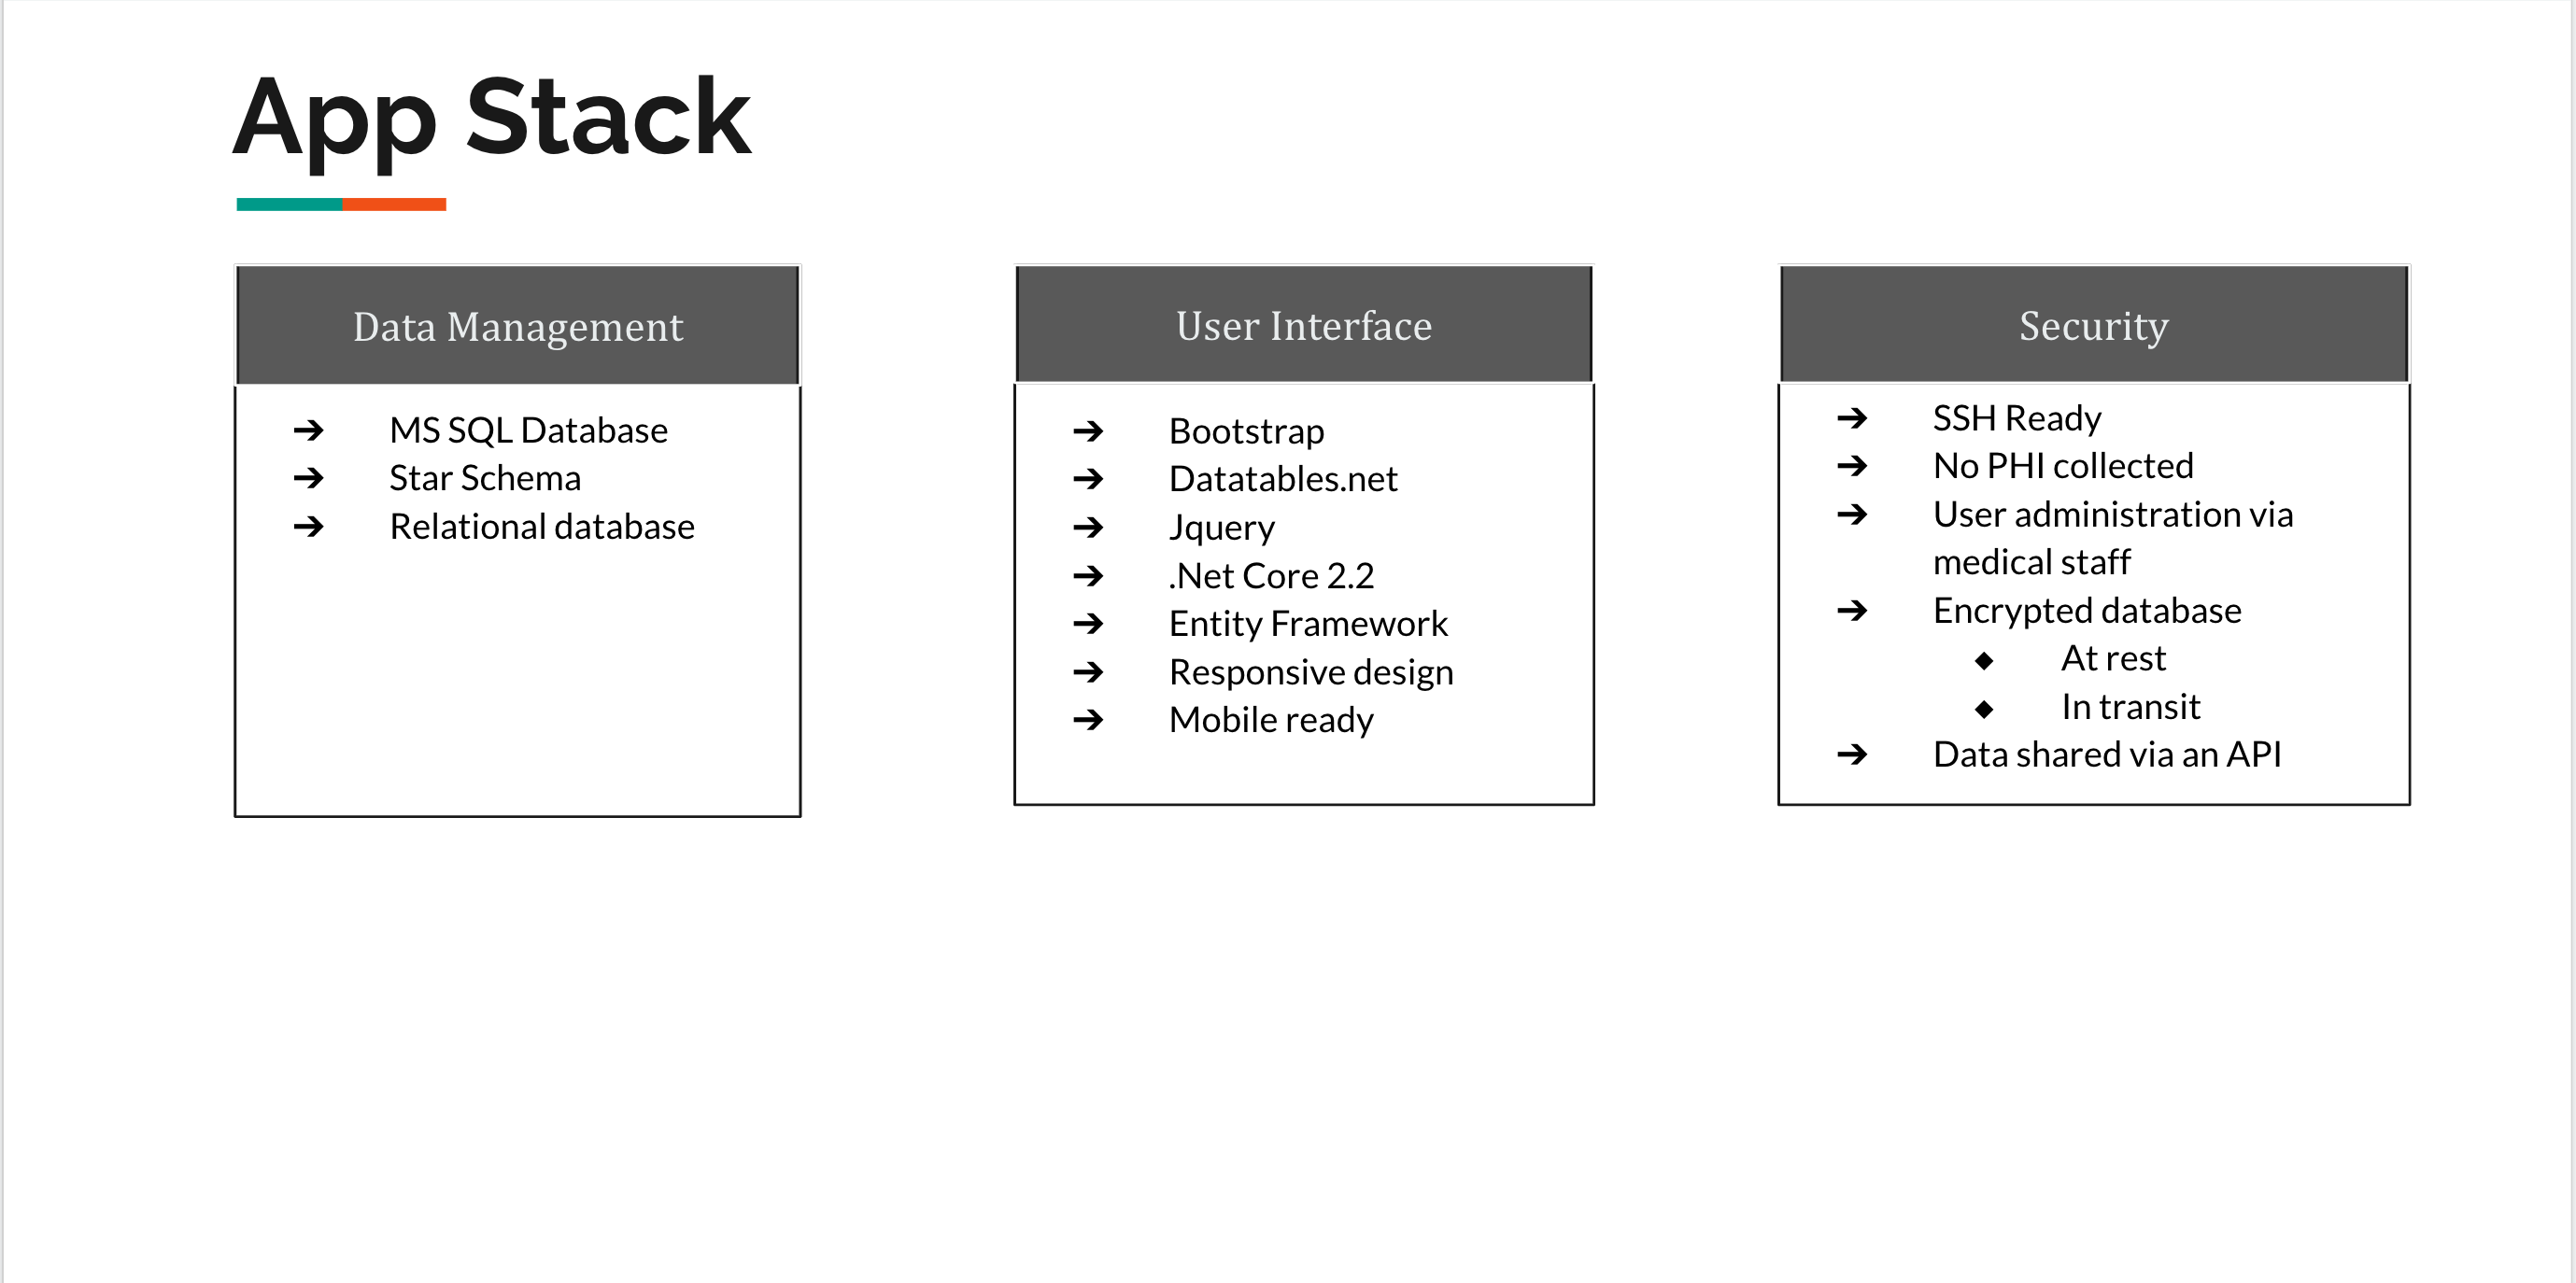 App Stack
Data Management
➔ MS SQL Database
➔ Star Schema
➔ Relational database
User Interface
➔ Bootstrap
➔ Datatables.net
➔ Jquery
➔ .Net Core 2.2
➔ Entity Framework
➔ Responsive design
➔ Mobile ready
Security
➔ SSH Ready
➔ No PHI collected
➔ User administration via
medical staff
➔ Encrypted database
◆ At rest
◆ In transit
➔ Data shared via an API